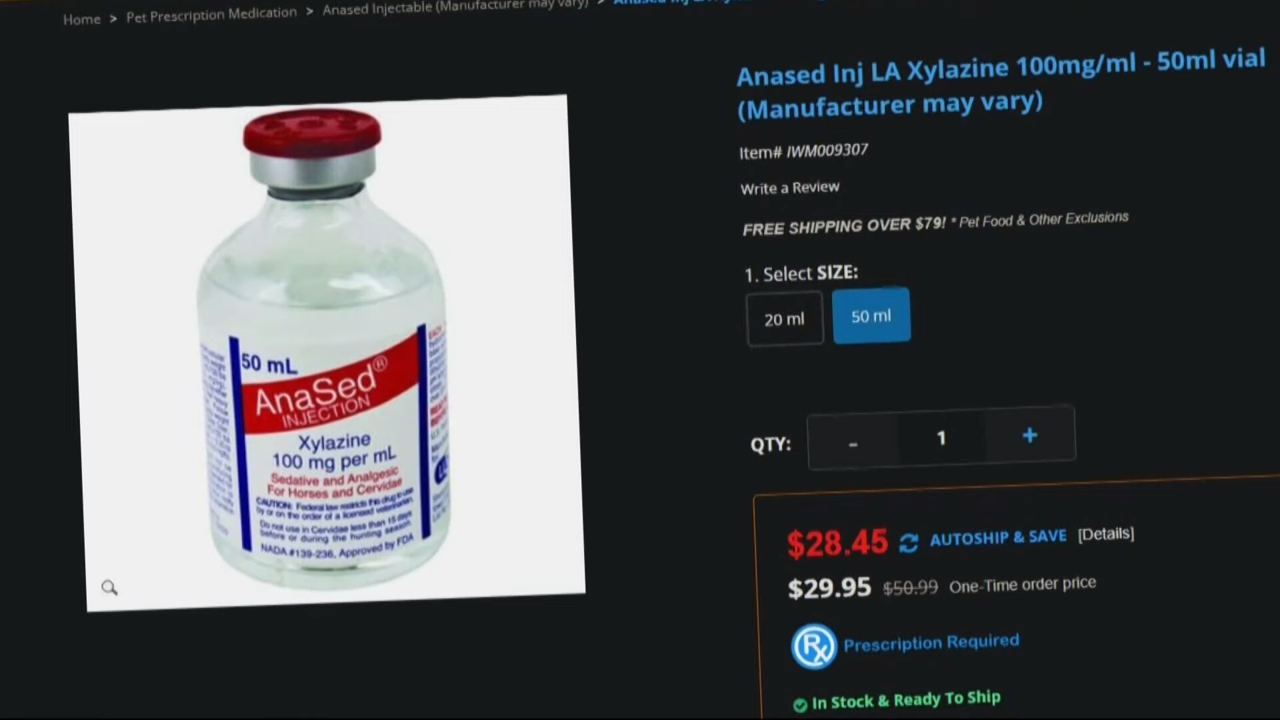 Home > Pet Prescription Medication > Anased Injectable (Manufacturer may vary) >
Anased Inj LA Xylazine 100mg/ml - 50ml vial
(Manufacturer may vary)
Item# IWM009307
Write a Review
FREE SHIPPING OVER $79! * Pet Food & Other Exclusions
1. Select SIZE:
20 ml
50 ml
QTY:
-
1
+
$28.45 AUTOSHIP & SAVE [Details]
$29.95 $50.99 One-Time order price
Rx Prescription Required
In Stock & Ready To Ship
50 mL
AnaSed®
INJECTION
Xylazine
100 mg per mL
Sedative and Analgesic
For Horses and Cervidae
CAUTION: Federal law restricts this drug to use
by or on the order of a licensed veterinarian.
Do not use in Cervidae less than 15 days
before or during the hunting season.
NADA #139-236, Approved by FDA